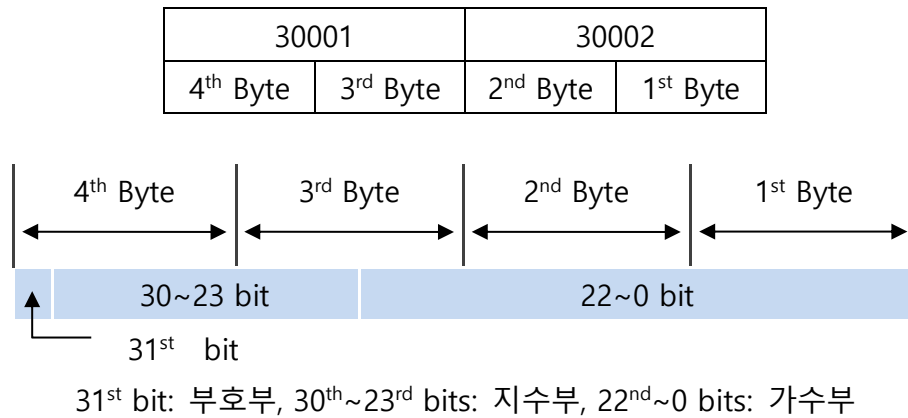 30001 30002
4th Byte 3rd Byte 2nd Byte 1st Byte
4th Byte 3rd Byte 2nd Byte 1st Byte
30~23 bit 22~0 bit
31st bit
31st bit: 부호부, 30th~23rd bits: 지수부, 22nd~0 bits: 가수부